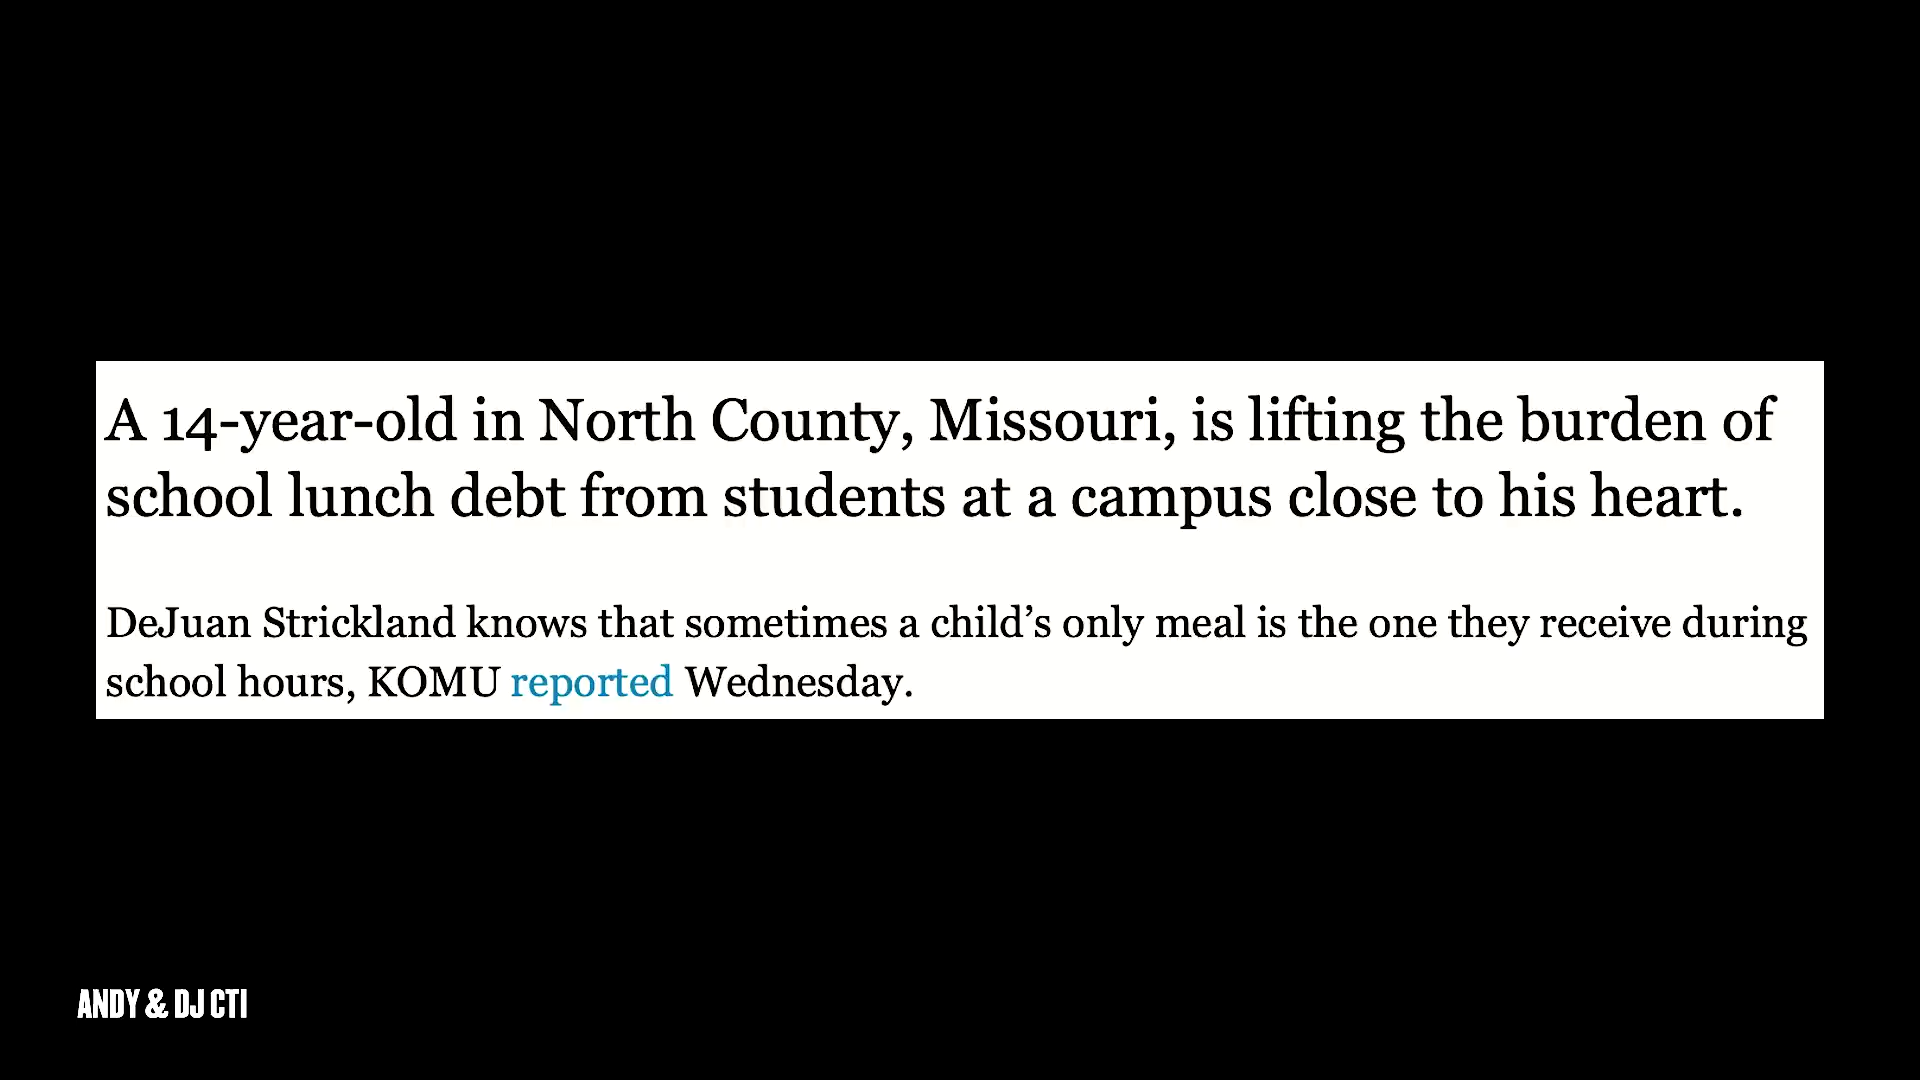 A 14-year-old in North County, Missouri, is lifting the burden of
school lunch debt from students at a campus close to his heart.
DeJuan Strickland knows that sometimes a child’s only meal is the one they receive during
school hours, KOMU reported Wednesday.
ANDY & DJ CTI